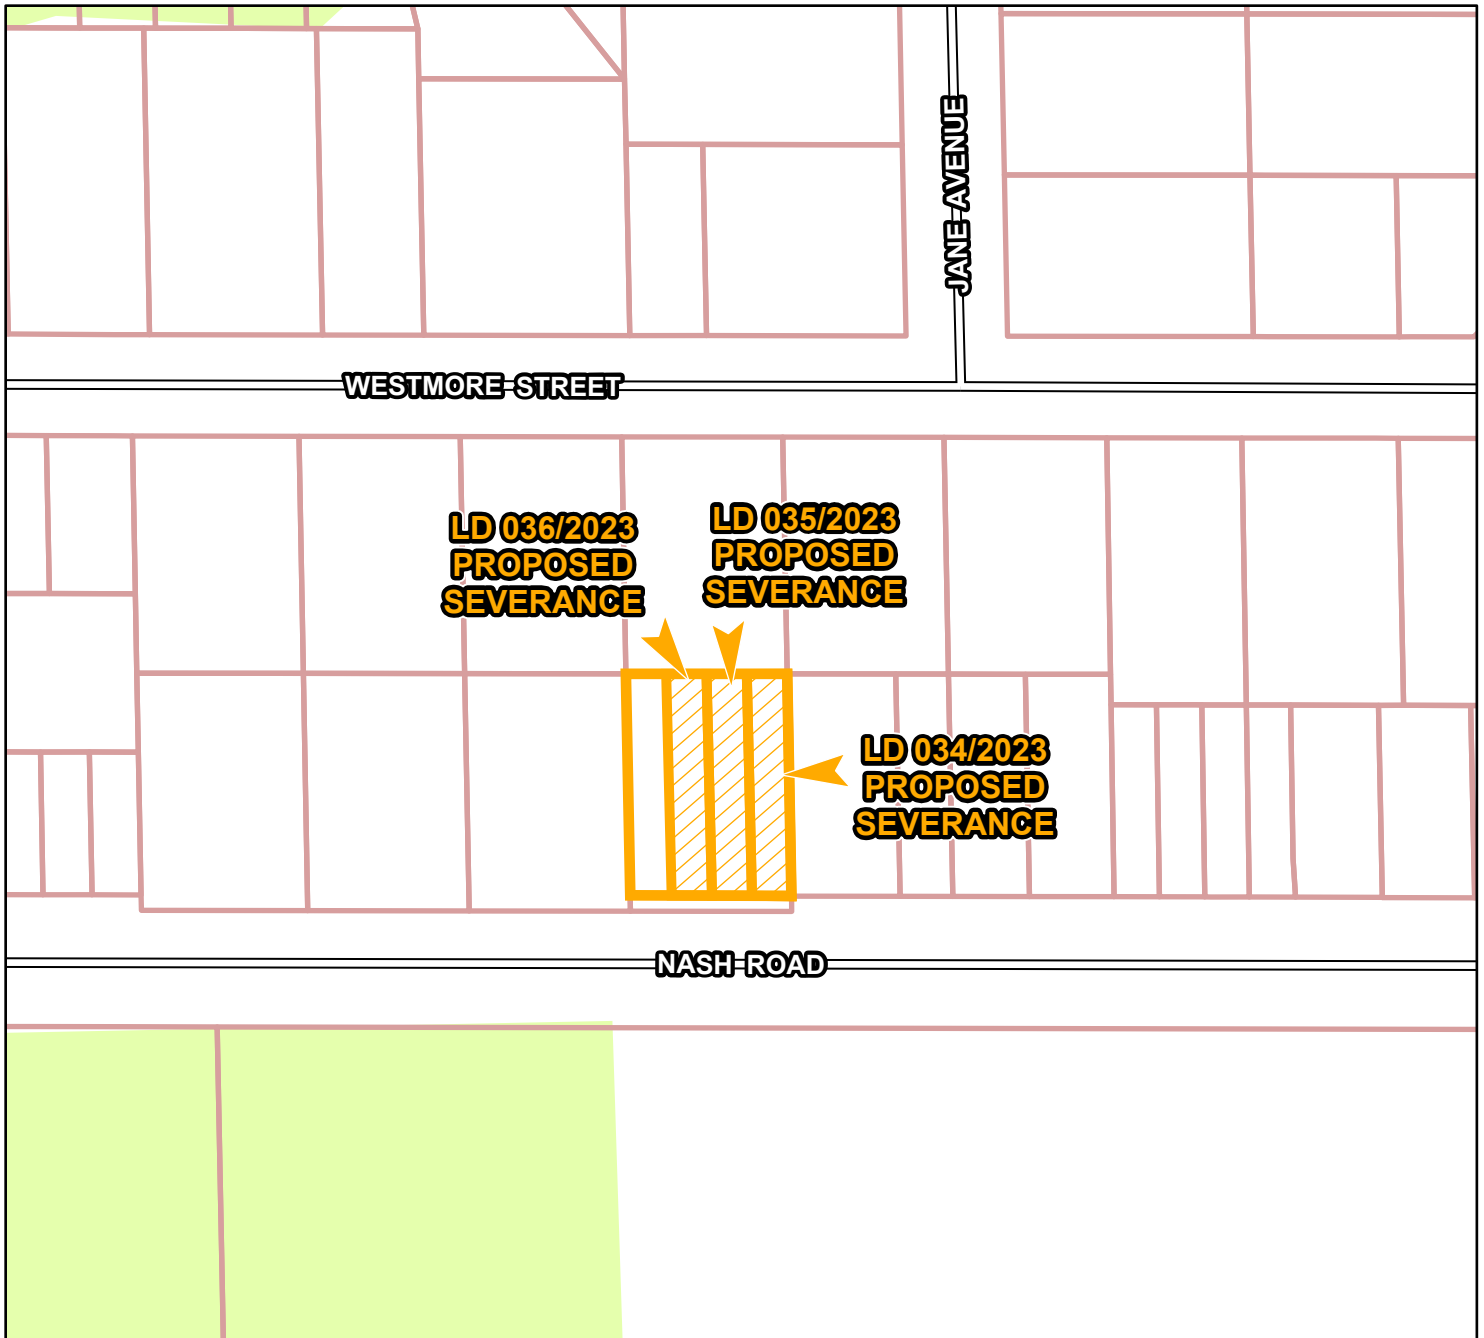 JANE AVENUE
WESTMORE STREET
LD 036/2023
PROPOSED
SEVERANCE
LD 035/2023
PROPOSED
SEVERANCE
LD 034/2023
PROPOSED
SEVERANCE
NASH ROAD